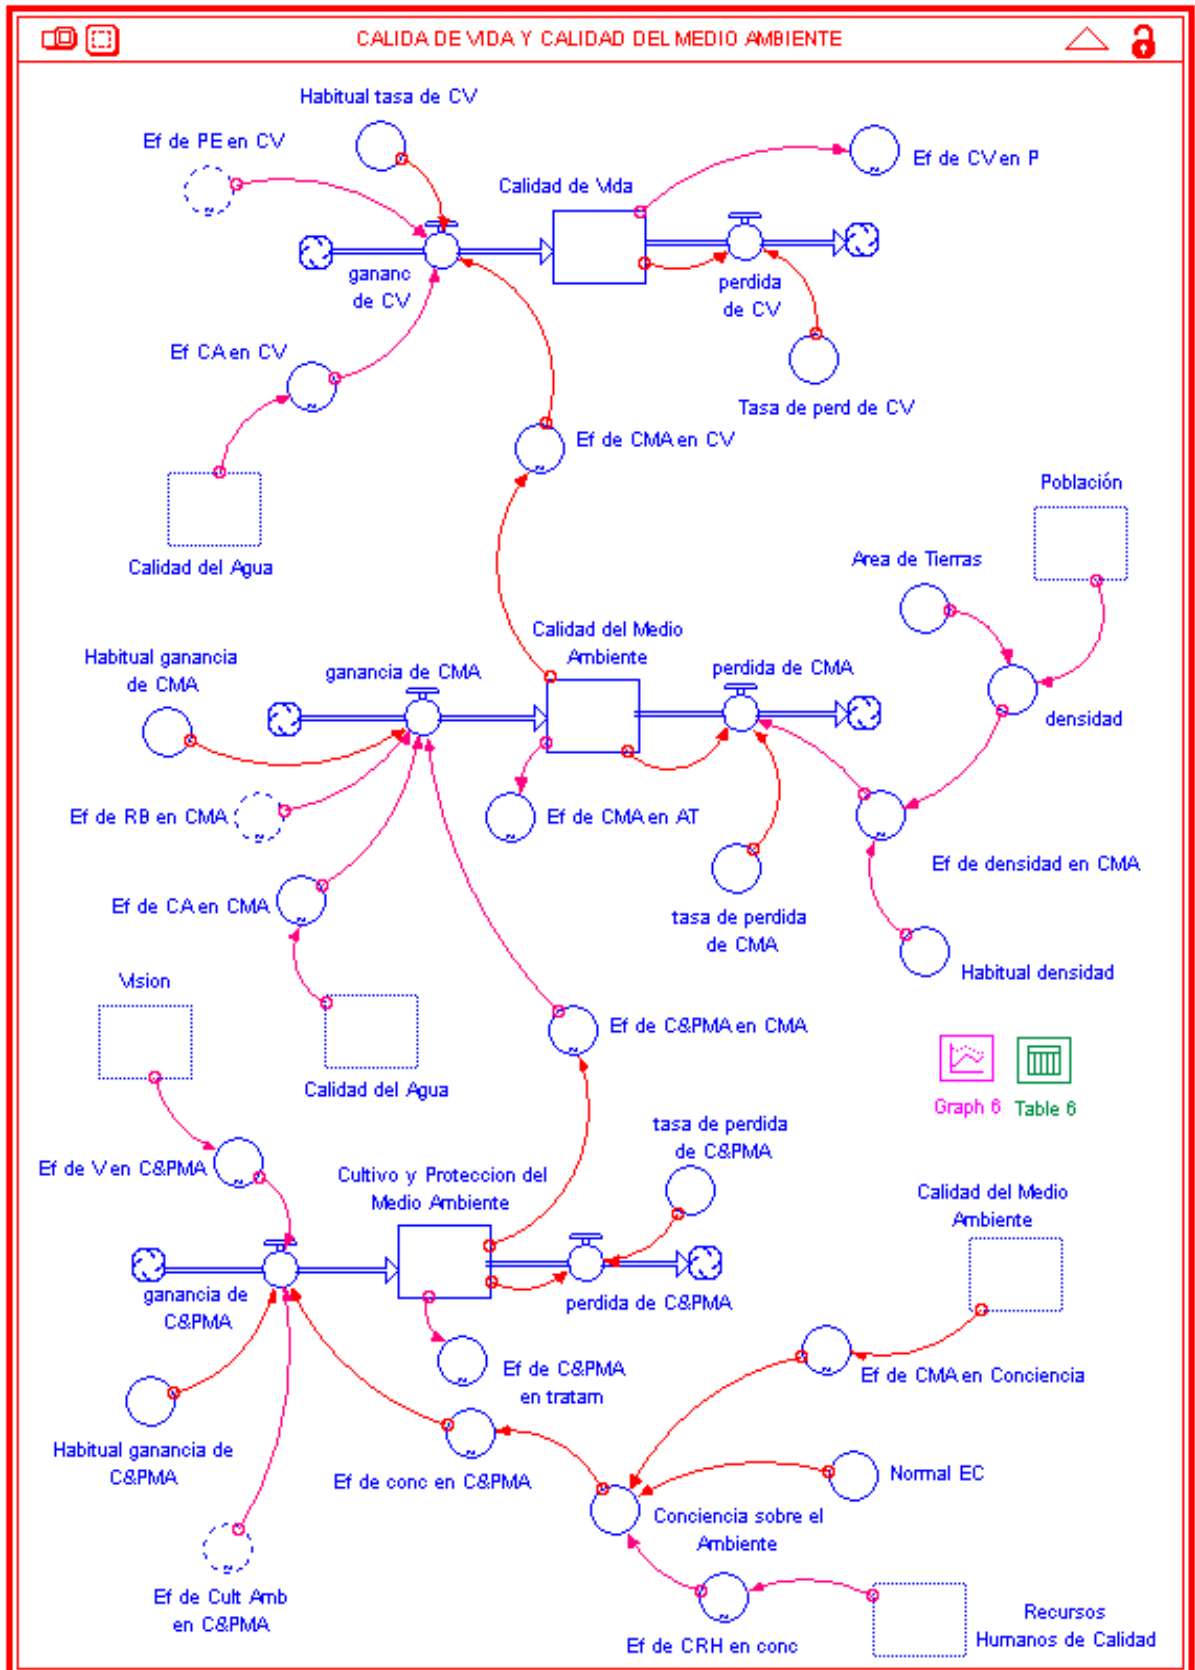 CALIDA DE VIDA Y CALIDAD DEL MEDIO AMBIENTE
Habitual tasa de CV
Ef de PE en CV
Ef de CV en P
Calidad de Vida
gananc
de CV
perdida
de CV
Ef CA en CV
Tasa de perd de CV
Ef de CMA en CV
Calidad del Agua
Población
Area de Tierras
Habitual ganancia
de CMA
ganancia de CMA
Calidad del Medio
Ambiente
perdida de CMA
densidad
Ef de RB en CMA
Ef de CMA en AT
Ef de densidad en CMA
Ef de CA en CMA
tasa de perdida
de CMA
Habitual densidad
Vision
Calidad del Agua
Ef de C&PMA en CMA
Graph 6
Table 6
Ef de V en C&PMA
Cultivo y Proteccion del
Medio Ambiente
tasa de perdida
de C&PMA
Calidad del Medio
Ambiente
ganancia de
C&PMA
perdida de C&PMA
Ef de C&PMA
en tratam
Ef de CMA en Conciencia
Habitual ganancia de
C&PMA
Ef de conc en C&PMA
Normal EC
Conciencia sobre el
Ambiente
Ef de Cult Amb
en C&PMA
Ef de CRH en conc
Recursos
Humanos de Calidad